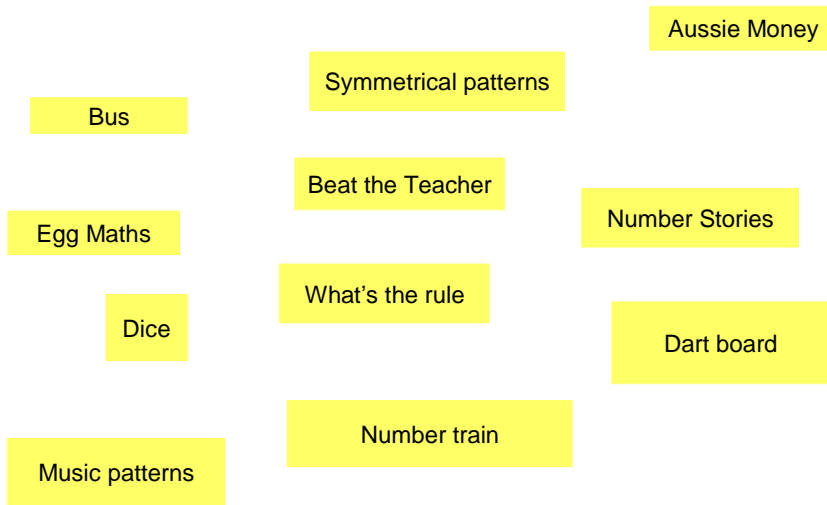 Aussie Money
Symmetrical patterns
Bus
Beat the Teacher
Number Stories
Egg Maths
What’s the rule
Dice
Dart board
Number train
Music patterns